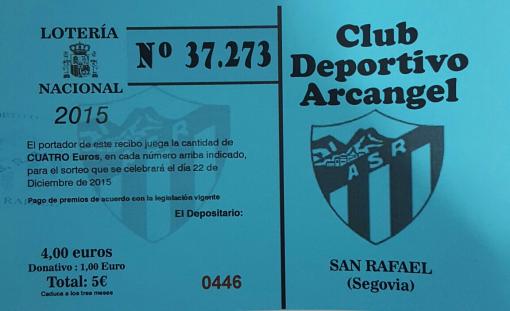 LOTERÍA
NACIONAL
2015
Nº 37.273
El portador de este recibo juega la cantidad de
CUATRO Euros, en cada número arriba indicado,
para el sorteo que se celebrará el día 22 de
Diciembre de 2015
Pago de premios de acuerdo con la legislación vigente
El Depositario:
4,00 euros
Donativo : 1,00 Euro
Total: 5€
Caduca a los tres meses
0446
Club
Deportivo
Arcangel
A S R
SAN RAFAEL
(Segovia)